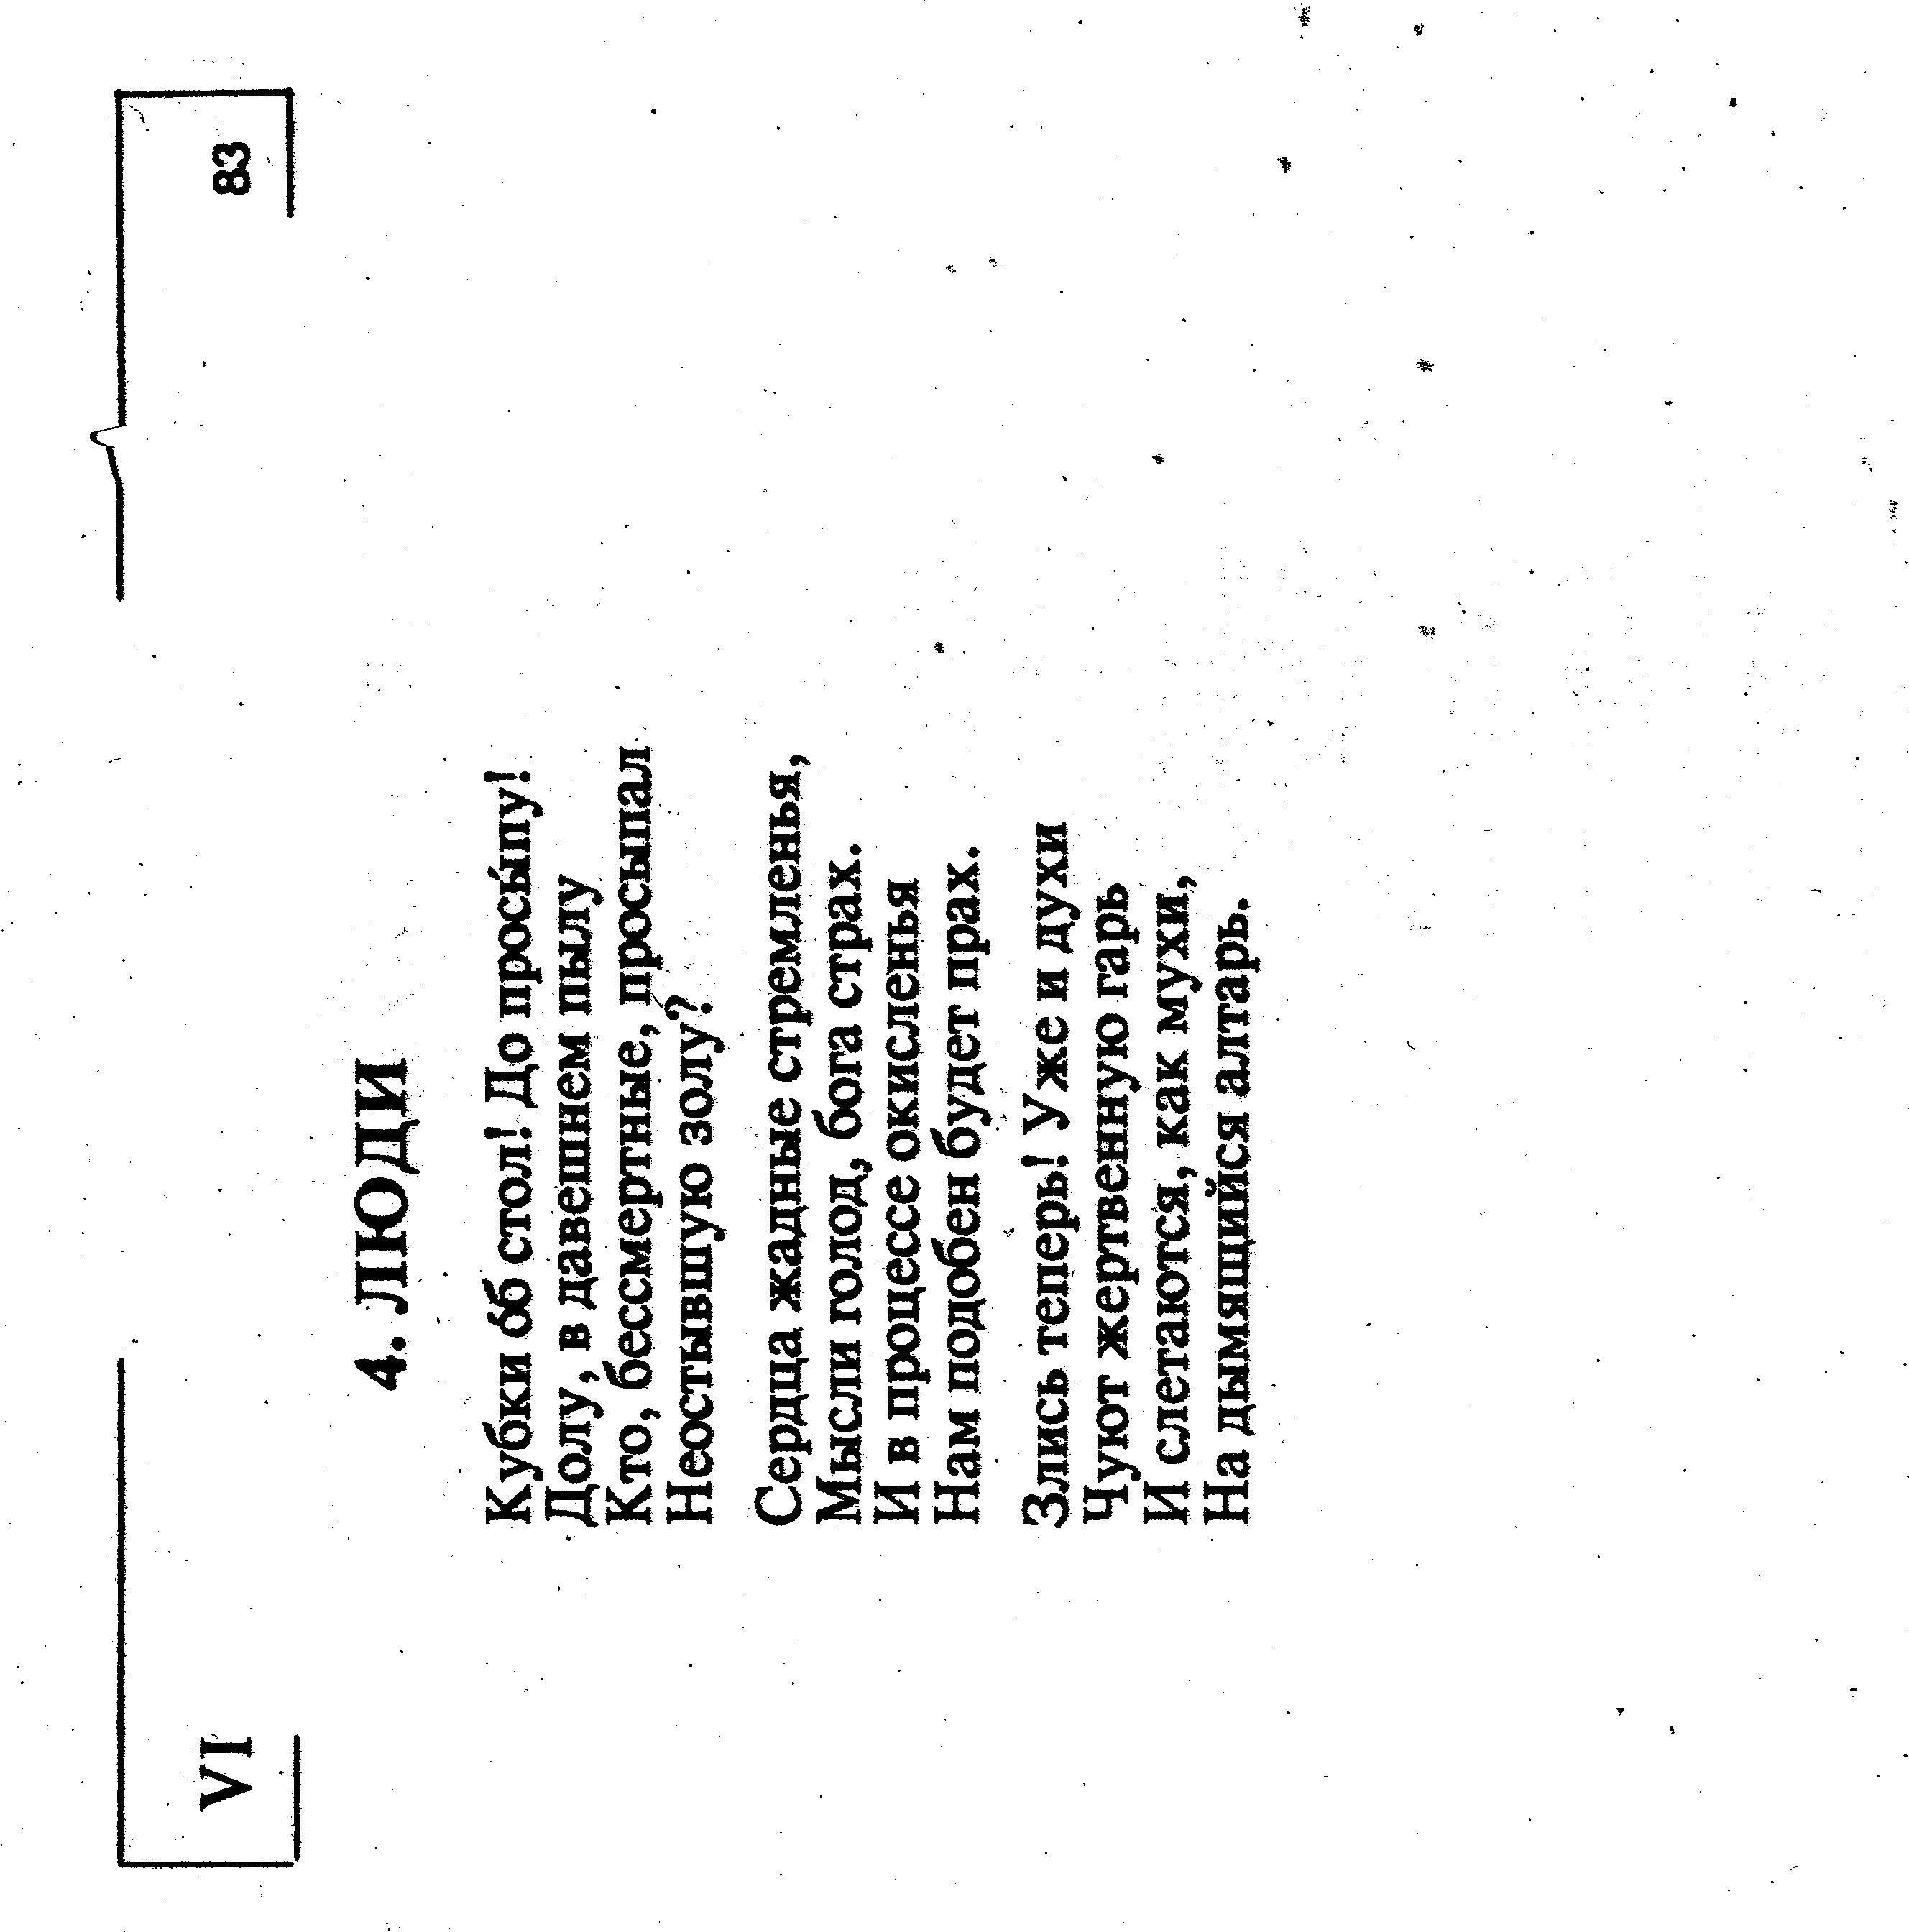 VI
83
4. ЛЮДИ
Кубки об стол! До просы́пу!
Долу, в давешнем пылу
Кто, бессмертные, просыпал
Неостывшую золу?
Сердца жадные стремленья,
Мысли голод, бога страх.
И в процессе окисленья
Нам подобен будет прах.
Злись теперь! Уже и духи
Чуют жертвенную гарь
И слетаются, как мухи,
На дымящийся алтарь.